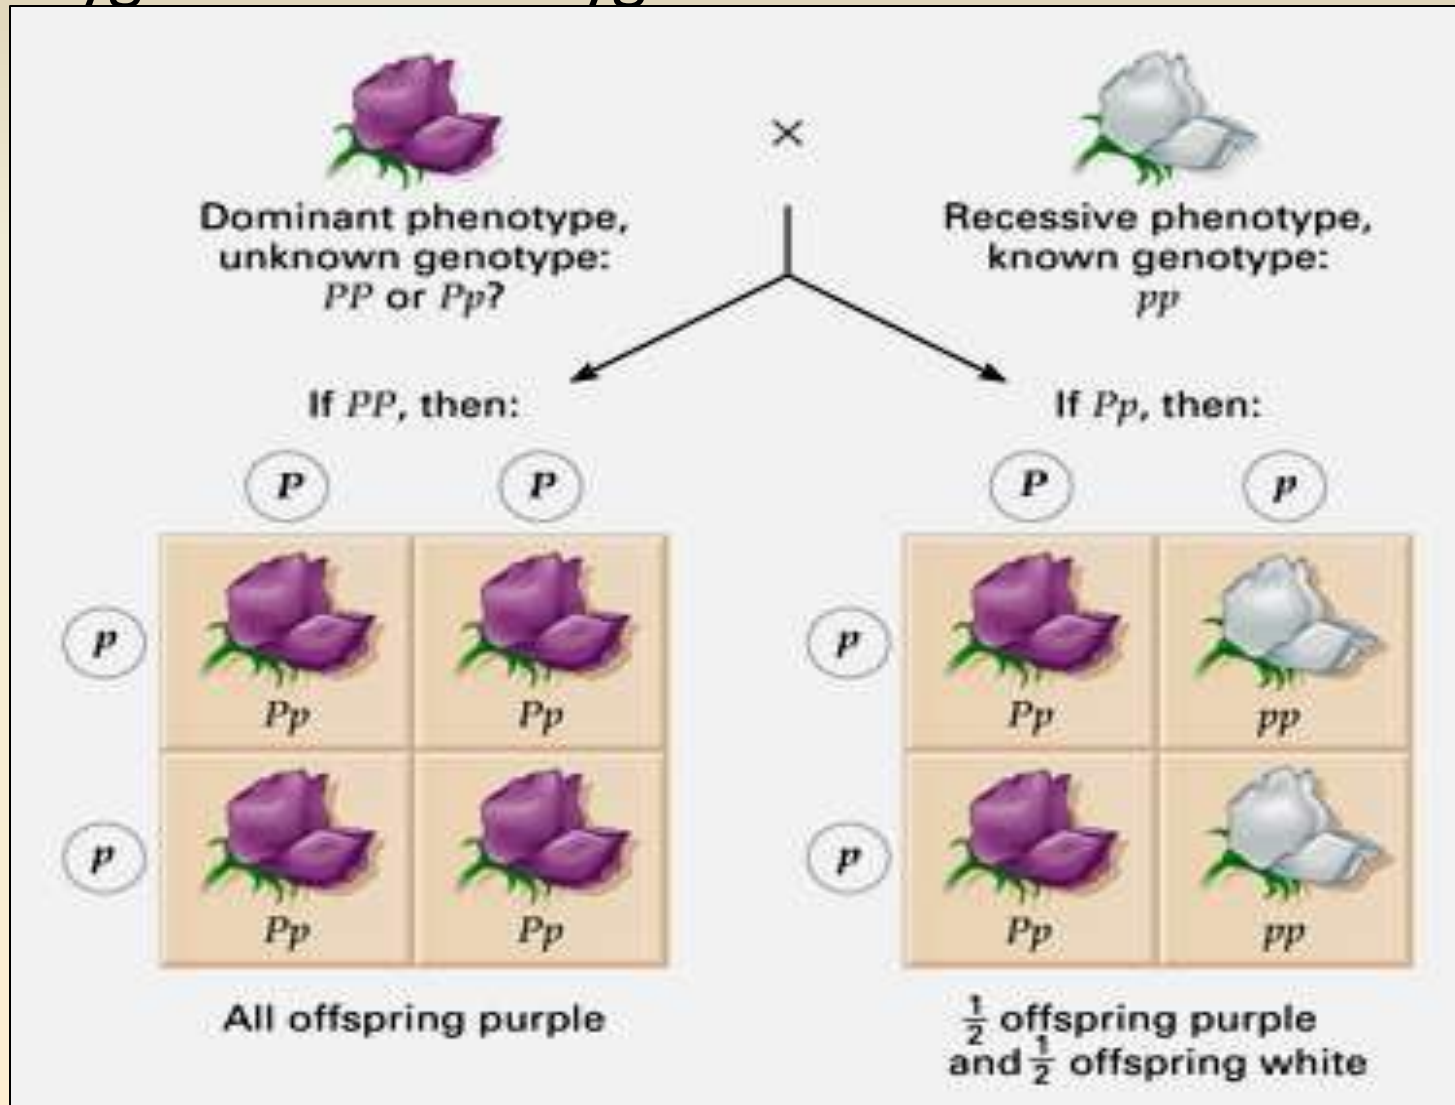 ×
Dominant phenotype,
unknown genotype:
PP or Pp?
Recessive phenotype,
known genotype:
pp
If PP, then:
P P
p
Pp Pp
p
Pp Pp
All offspring purple
If Pp, then:
P p
p
Pp pp
p
Pp pp
1/2 offspring purple
and 1/2 offspring white